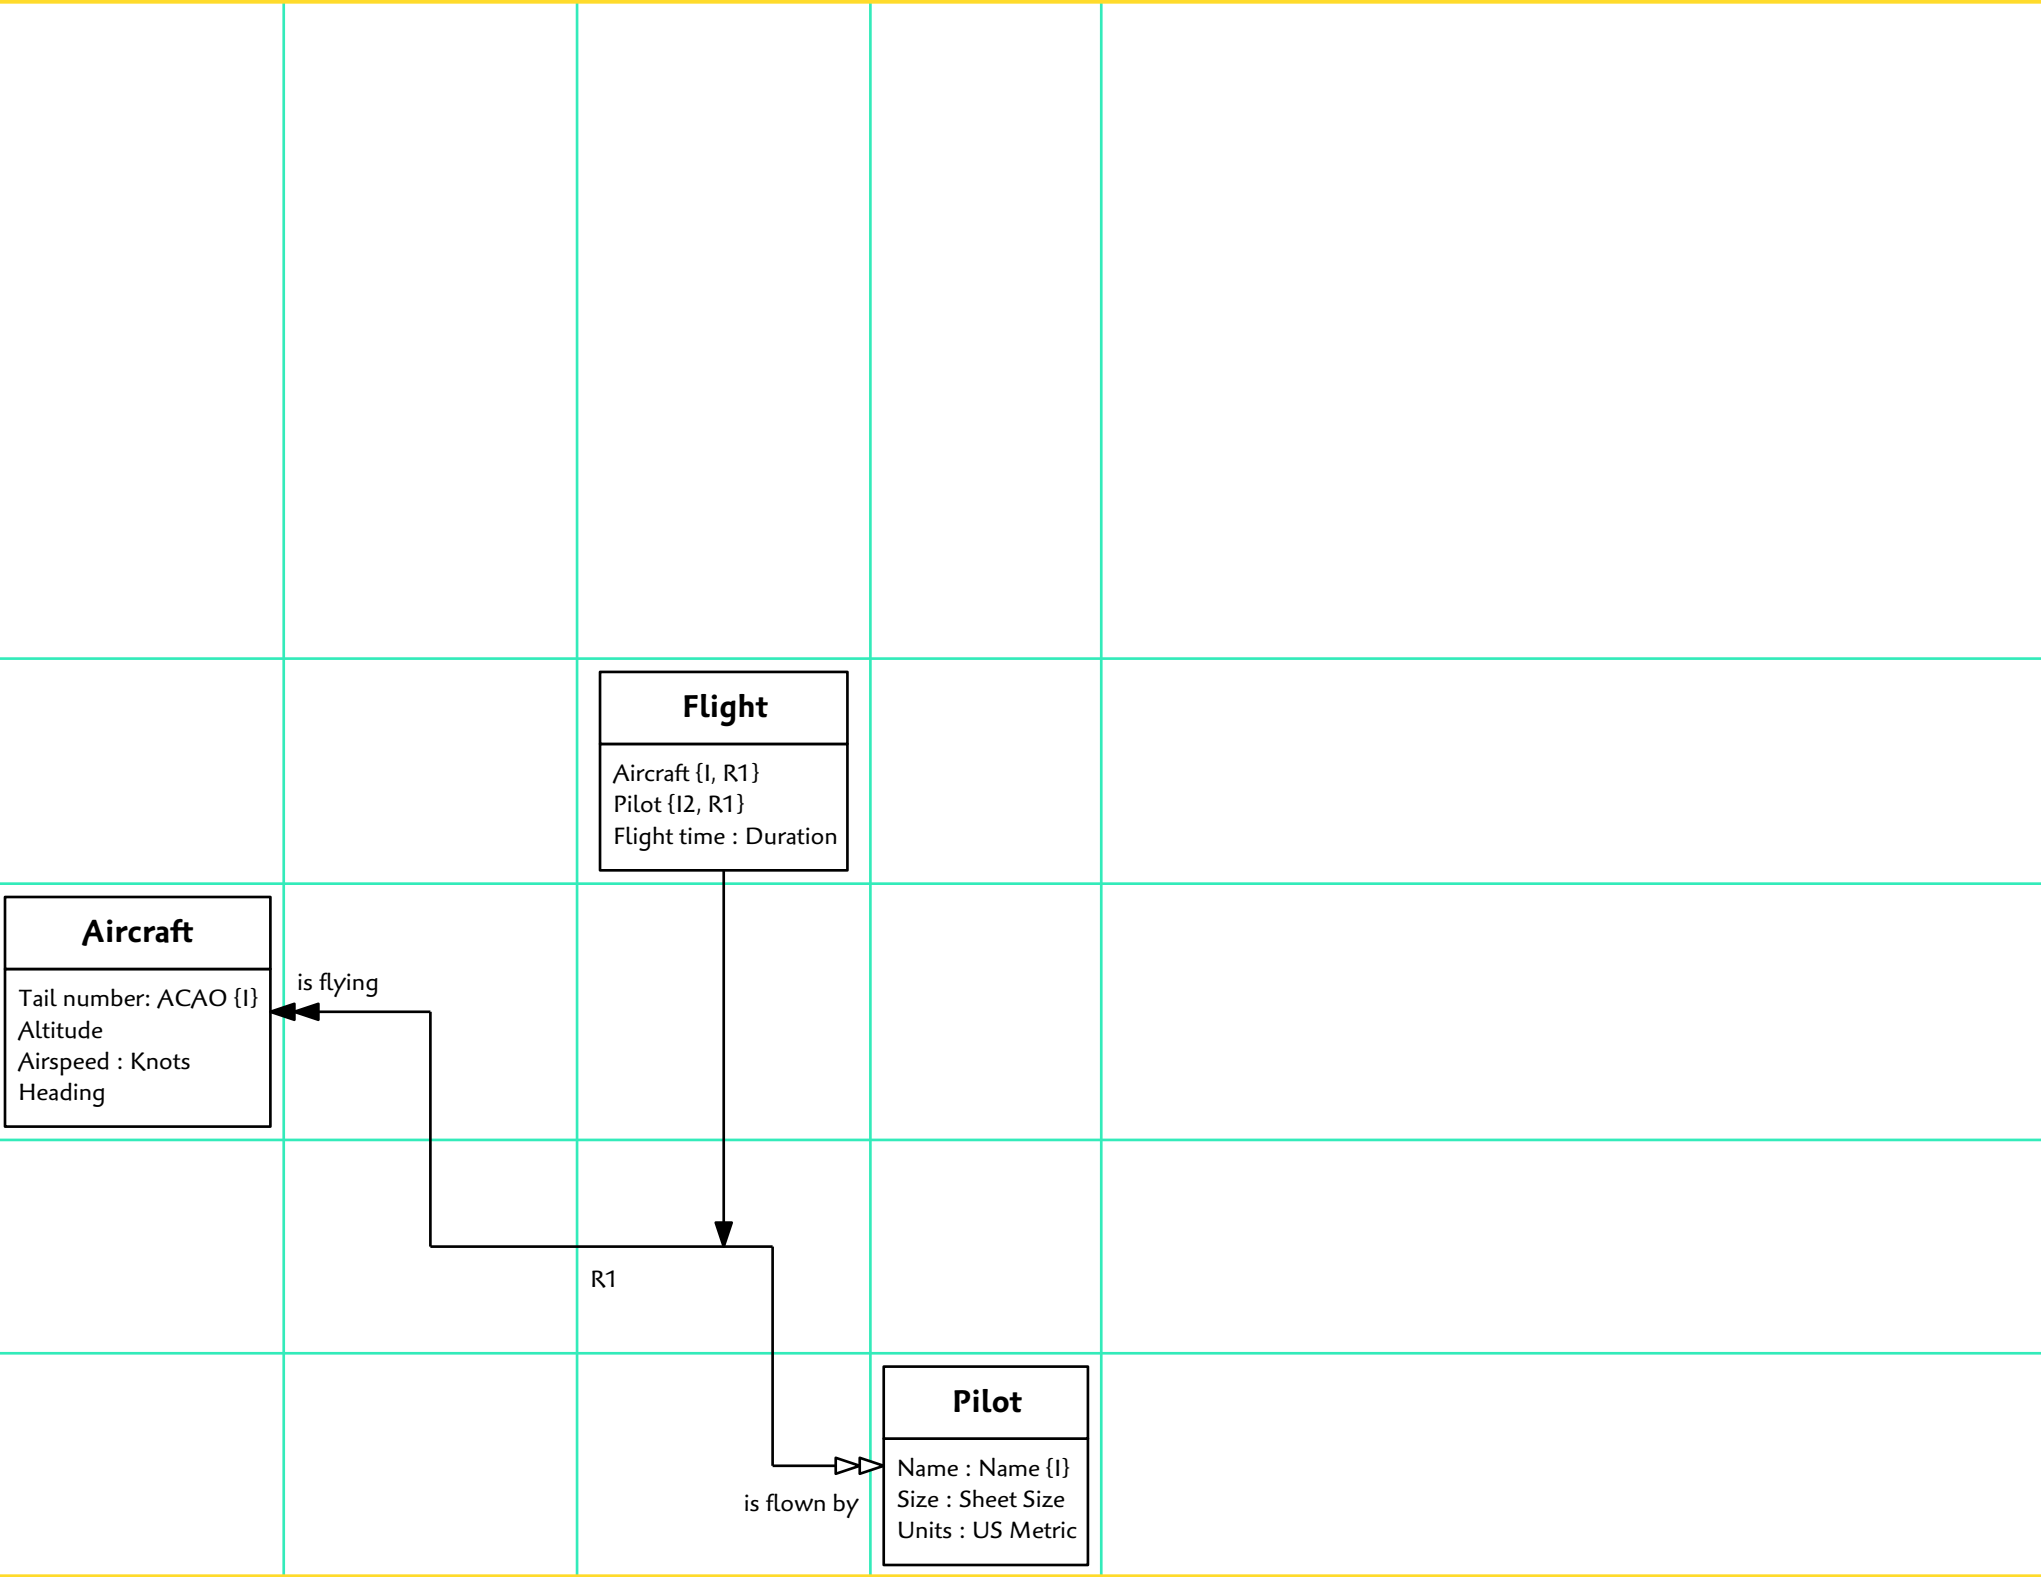 Flight
Aircraft {I, R1}
Pilot {I2, R1}
Flight time : Duration
Aircraft
Tail number: ACAO {I}
Altitude
Airspeed : Knots
Heading
is flying
R1
Pilot
Name : Name {I}
Size : Sheet Size
Units : US Metric
is flown by